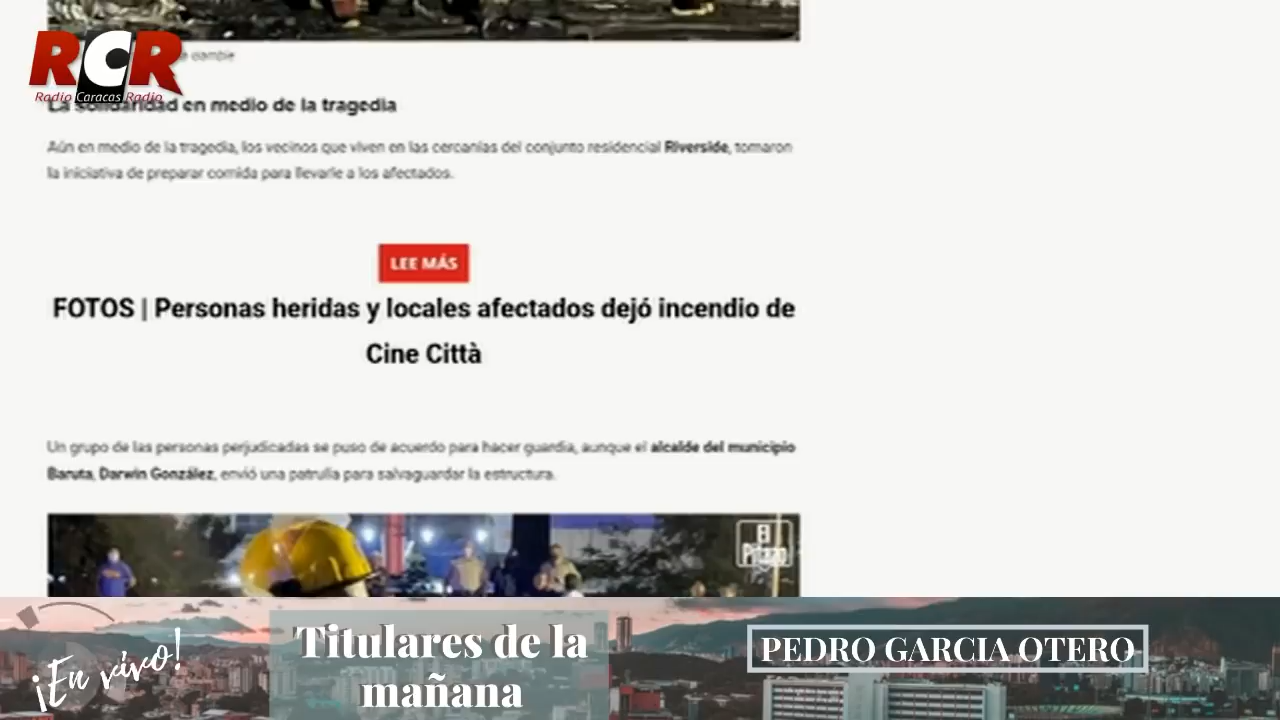 RCR
Radio Caracas Radio
cambie
La solidaridad en medio de la tragedia
Aún en medio de la tragedia, los vecinos que viven en las cercanías del conjunto residencial Riverside, tomaron
la iniciativa de preparar comida para llevarle a los afectados.
LEE MÁS
FOTOS | Personas heridas y locales afectados dejó incendio de
Cine Città
Un grupo de las personas perjudicadas se puso de acuerdo para hacer guardia, aunque el alcalde del municipio
Baruta, Darwin González, envió una patrulla para salvaguardar la estructura.
El
Pitazo
¡En vivo!
Titulares de la
mañana
PEDRO GARCIA OTERO